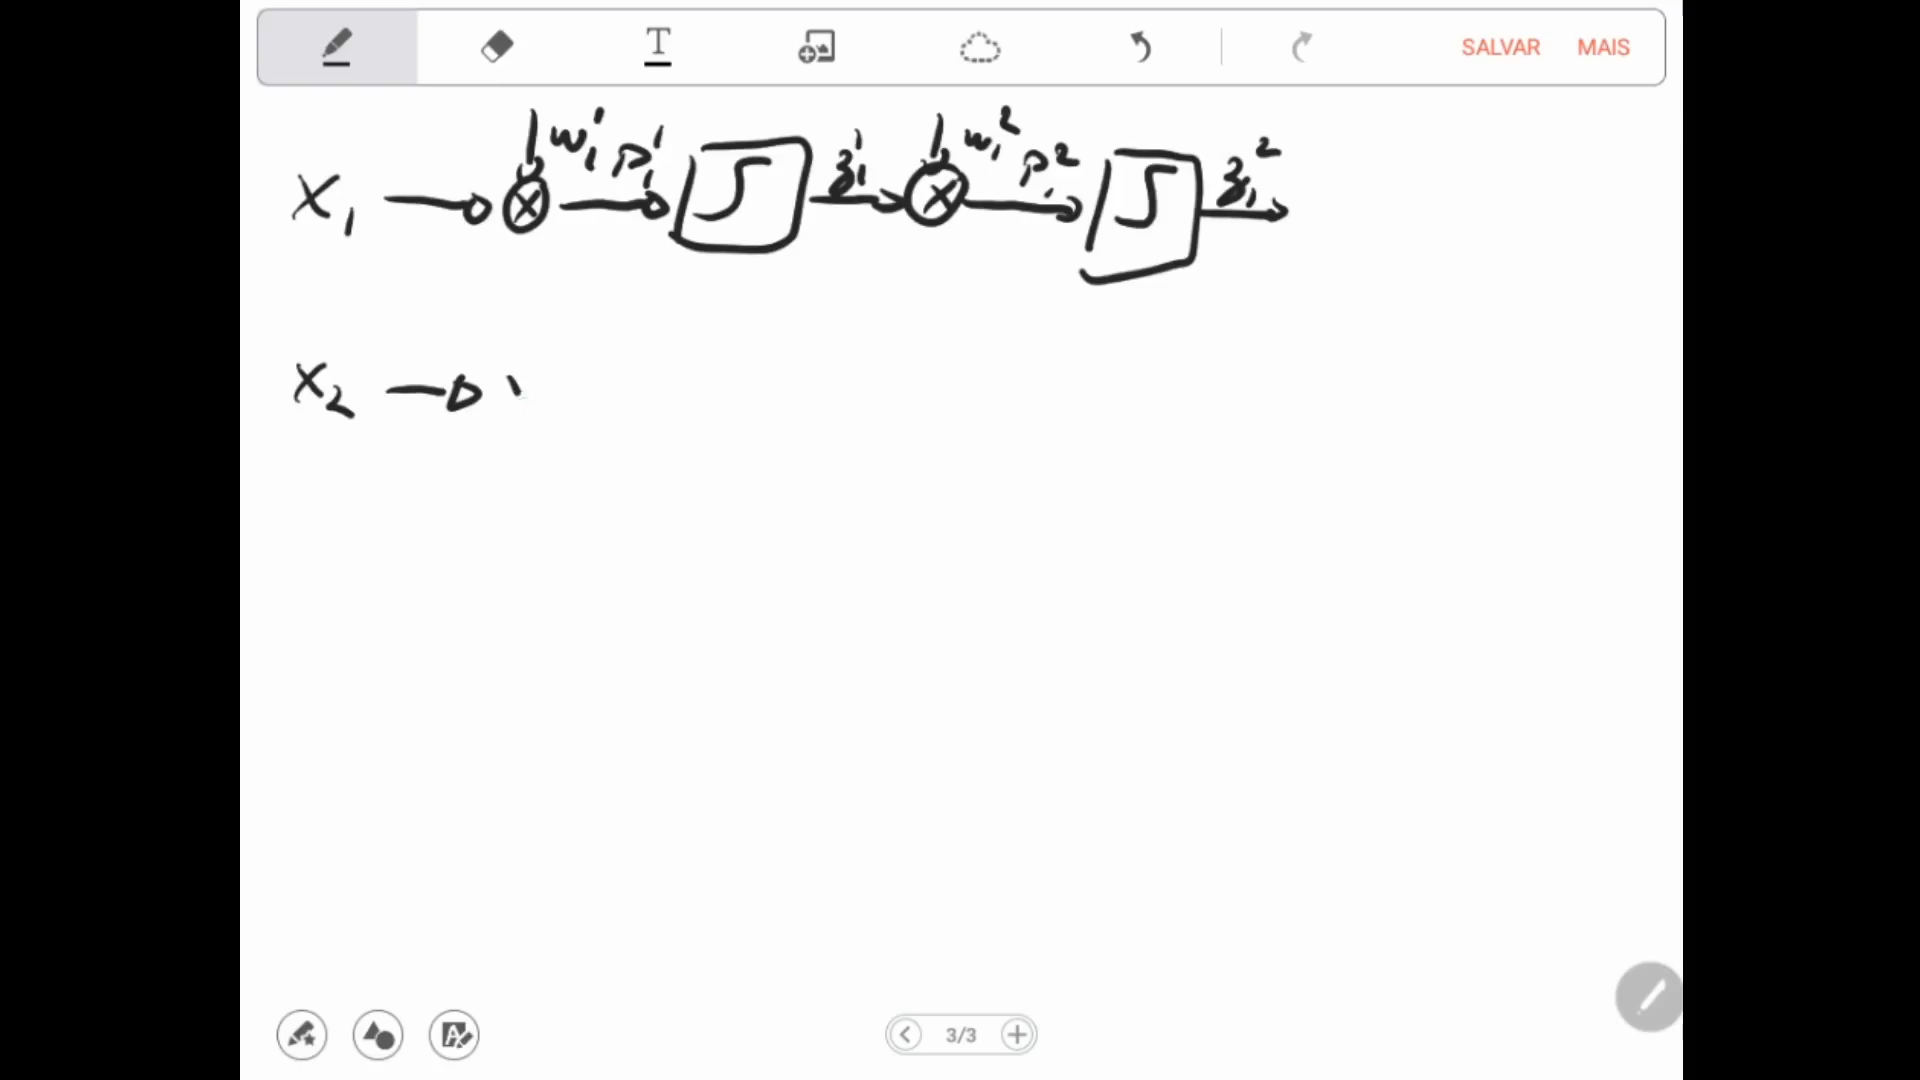 T SALVAR MAIS
X₁ w₁¹ p₁¹ z₁¹ w₁² p₁² z₁²
X₂
3/3